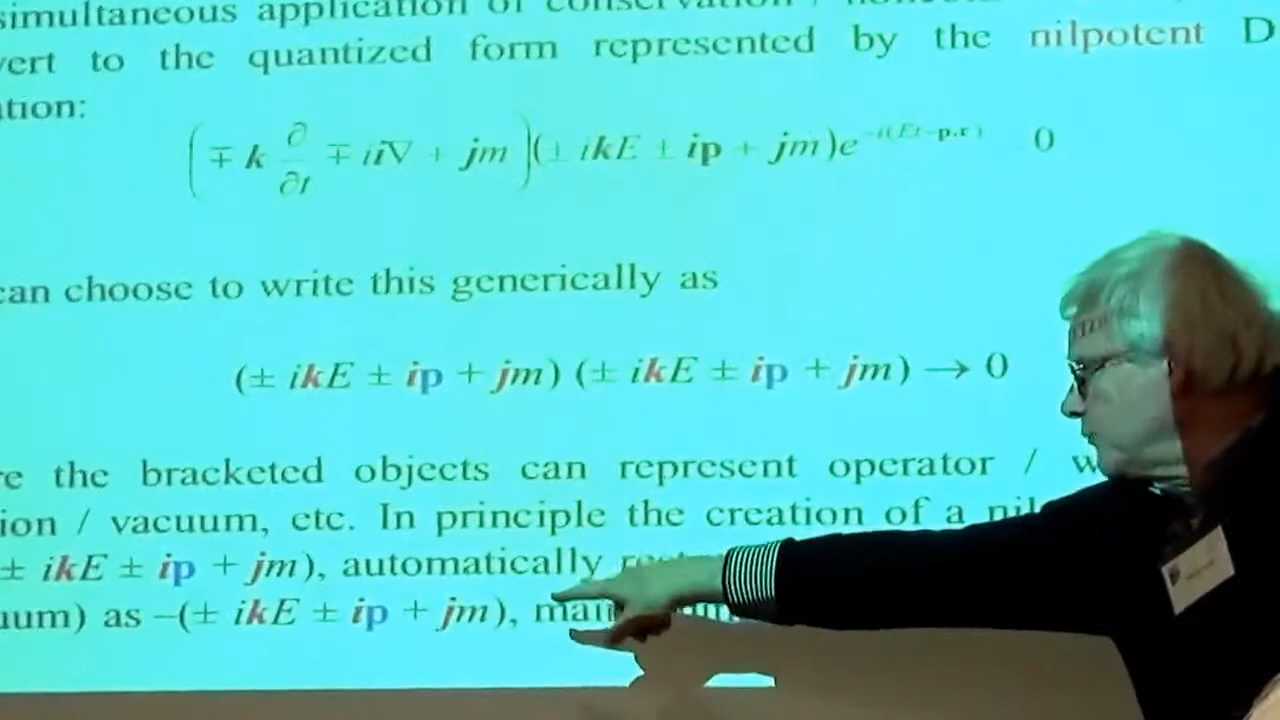 simultaneous application of conservation /
vert to the quantized form represented by the nilpotent D
ation:
(∓ k ∂/∂t ∓ ii∇ + jm)(± ikE ± ip + jm)e^{-i(Et-p.r)} 0
can choose to write this generically as
(± ikE ± ip + jm) (± ikE ± ip + jm) → 0
re the bracketed objects can represent operator / w
ion / vacuum, etc. In principle the creation of a nil
± ikE ± ip + jm), automatically
uum) as –(± ikE ± ip + jm),